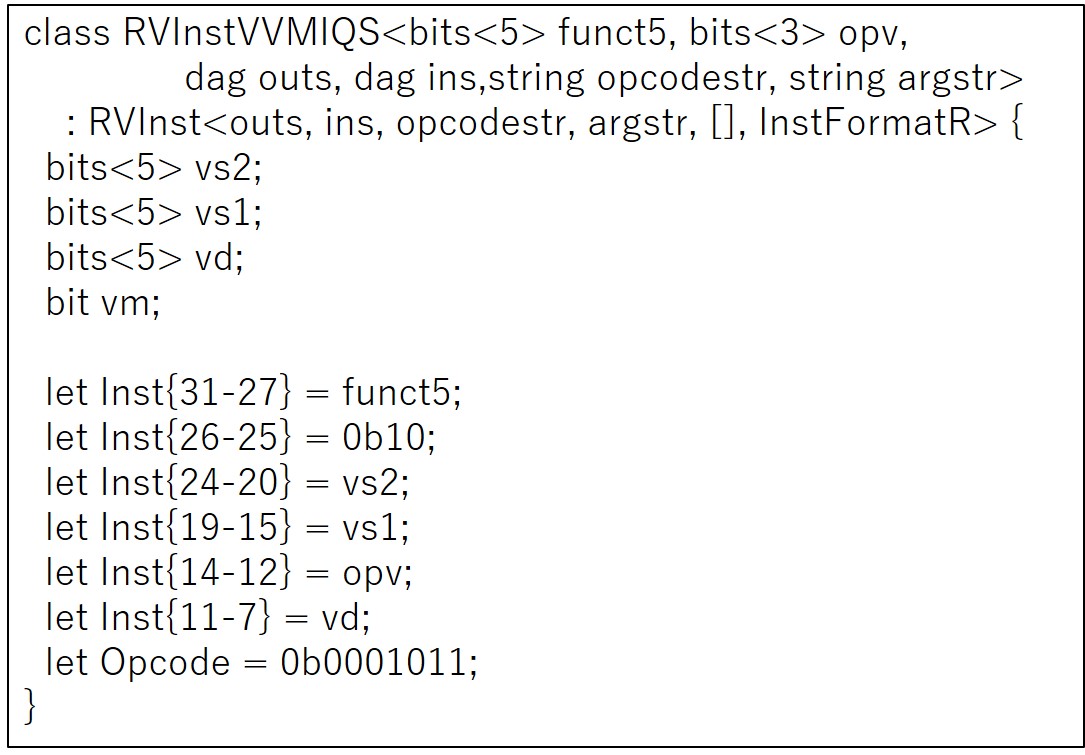 class RVInstVVMIQS<bits<5> funct5, bits<3> opv,
dag outs, dag ins,string opcodestr, string argstr>
: RVInst<outs, ins, opcodestr, argstr, [], InstFormatR> {
bits<5> vs2;
bits<5> vs1;
bits<5> vd;
bit vm;
let Inst{31-27} = funct5;
let Inst{26-25} = 0b10;
let Inst{24-20} = vs2;
let Inst{19-15} = vs1;
let Inst{14-12} = opv;
let Inst{11-7} = vd;
let Opcode = 0b0001011;
}